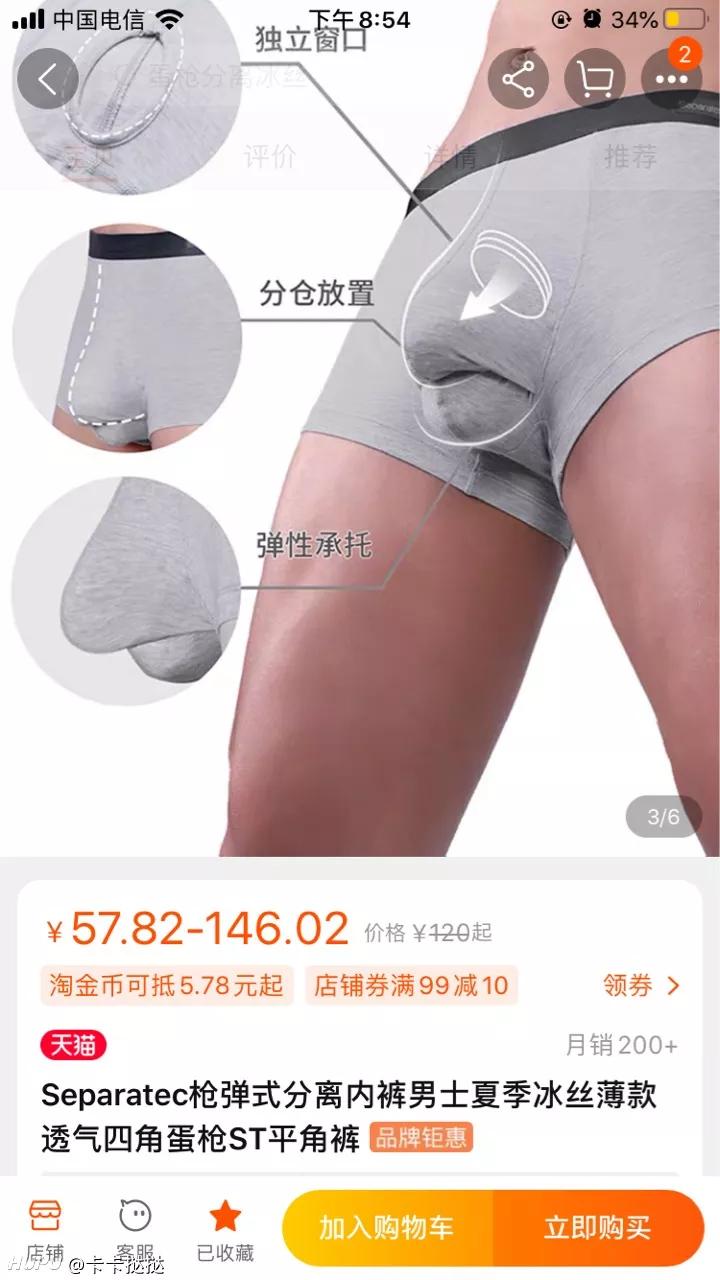 中国电信
下午8:54
34%
独立窗口
蛋枪分离冰丝
2
宝贝
评价
详情
推荐
Separatec
分仓放置
弹性承托
3/6
¥57.82-146.02 价格 ¥120起
淘金币可抵5.78元起
店铺券满99减10
领券
天猫
月销200+
Separatec枪弹式分离内裤男士夏季冰丝薄款
透气四角蛋枪ST平角裤 品牌钜惠
店铺
客服
已收藏
加入购物车
立即购买
HUPU @卡卡挞挞